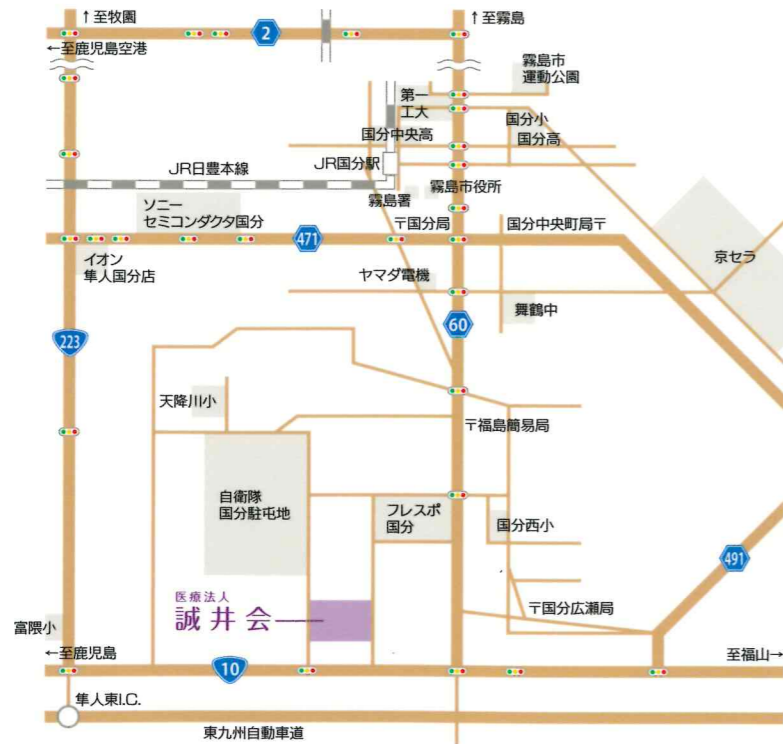 ↑至牧園
↑至霧島
2
←至鹿児島空港
霧島市
運動公園
第一
工大
国分小
国分中央高
国分高
JR日豊本線
JR国分駅
霧島署
霧島市役所
ソニー
セミコンダクタ国分
〒国分局
国分中央町局〒
471
イオン
隼人国分店
京セラ
ヤマダ電機
舞鶴中
223
60
天降川小
〒福島簡易局
自衛隊
国分駐屯地
フレスポ
国分
国分西小
491
医療法人
誠井会
〒国分広瀬局
富隈小
←至鹿児島
10
至福山→
隼人東I.C.
東九州自動車道